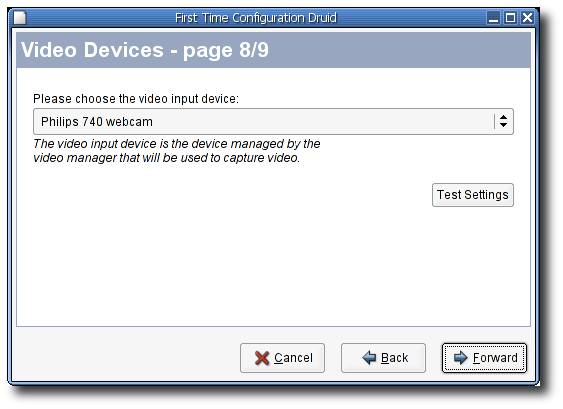 First Time Configuration Druid
Video Devices - page 8/9
Please choose the video input device:
Philips 740 webcam
The video input device is the device managed by the
video manager that will be used to capture video.
Test Settings
Cancel
Back
Forward